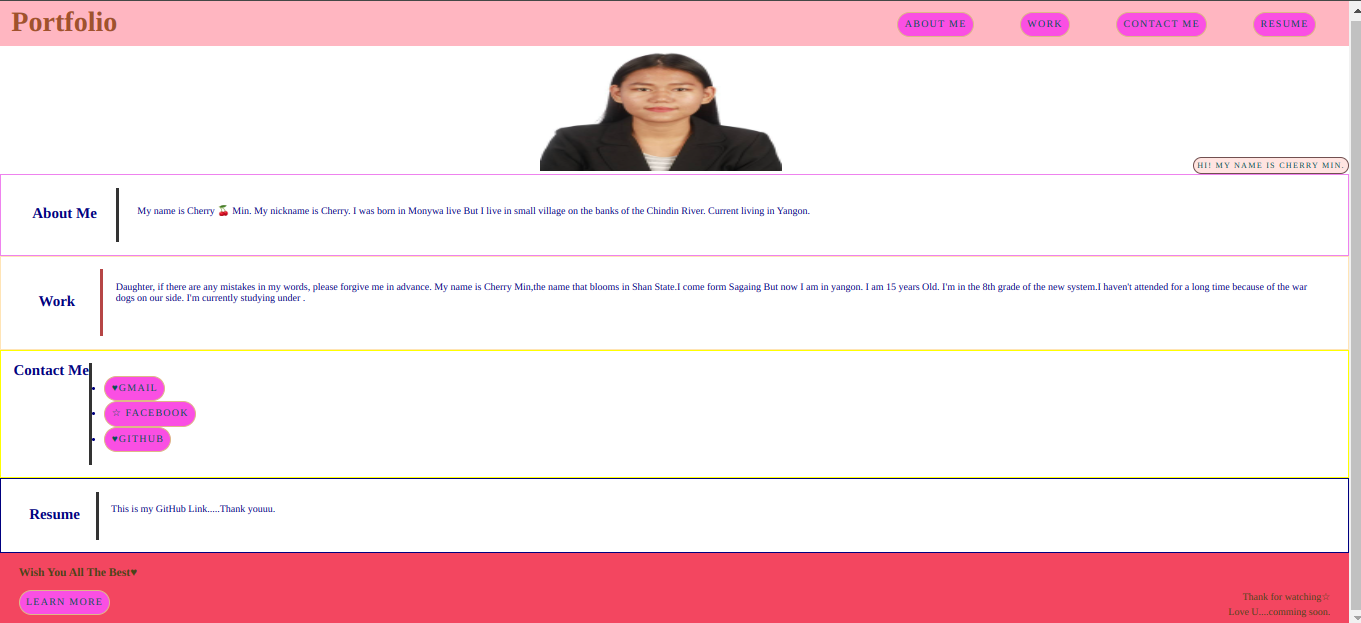 Portfolio
ABOUT ME
WORK
CONTACT ME
RESUME
HI! MY NAME IS CHERRY MIN.
About Me
My name is Cherry 🍒 Min. My nickname is Cherry. I was born in Monywa live But I live in small village on the banks of the Chindin River. Current living in Yangon.
Work
Daughter, if there are any mistakes in my words, please forgive me in advance. My name is Cherry Min,the name that blooms in Shan State.I come form Sagaing But now I am in yangon. I am 15 years Old. I'm in the 8th grade of the new system.I haven't attended for a long time because of the war
dogs on our side. I'm currently studying under .
Contact Me
♥GMAIL
☆ FACEBOOK
♥GITHUB
Resume
This is my GitHub Link.....Thank youuu.
Wish You All The Best♥
LEARN MORE
Thank for watching☆
Love U....comming soon.